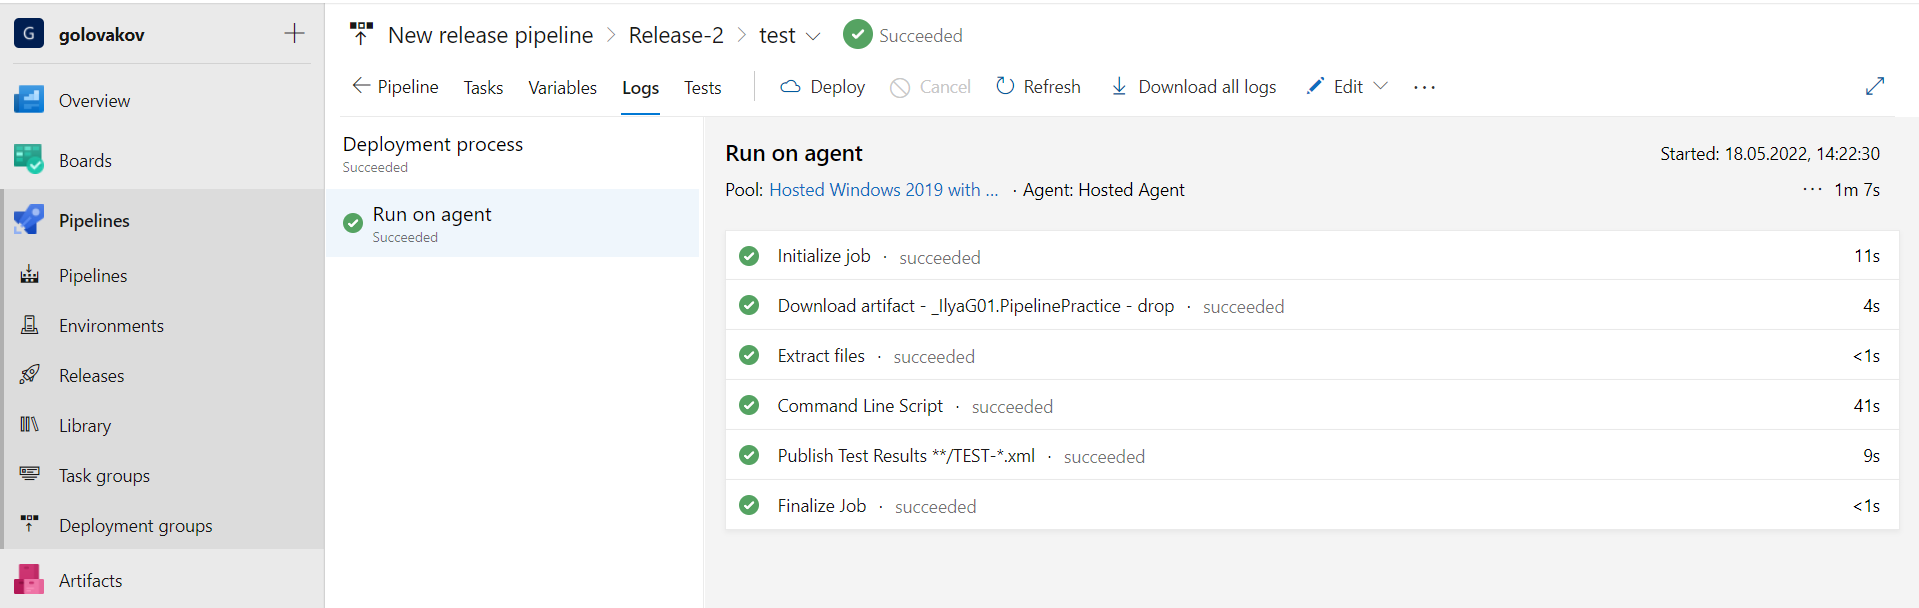 G golovakov
Overview
Boards
Pipelines
Pipelines
Environments
Releases
Library
Task groups
Deployment groups
Artifacts
New release pipeline > Release-2 > test Succeeded
Pipeline Tasks Variables Logs Tests Deploy Cancel Refresh Download all logs Edit ...
Deployment process
Succeeded
Run on agent
Succeeded
Run on agent Started: 18.05.2022, 14:22:30
Pool: Hosted Windows 2019 with ... · Agent: Hosted Agent ... 1m 7s
Initialize job · succeeded 11s
Download artifact - _IlyaG01.PipelinePractice - drop · succeeded 4s
Extract files · succeeded <1s
Command Line Script · succeeded 41s
Publish Test Results **/TEST-*.xml · succeeded 9s
Finalize Job · succeeded <1s